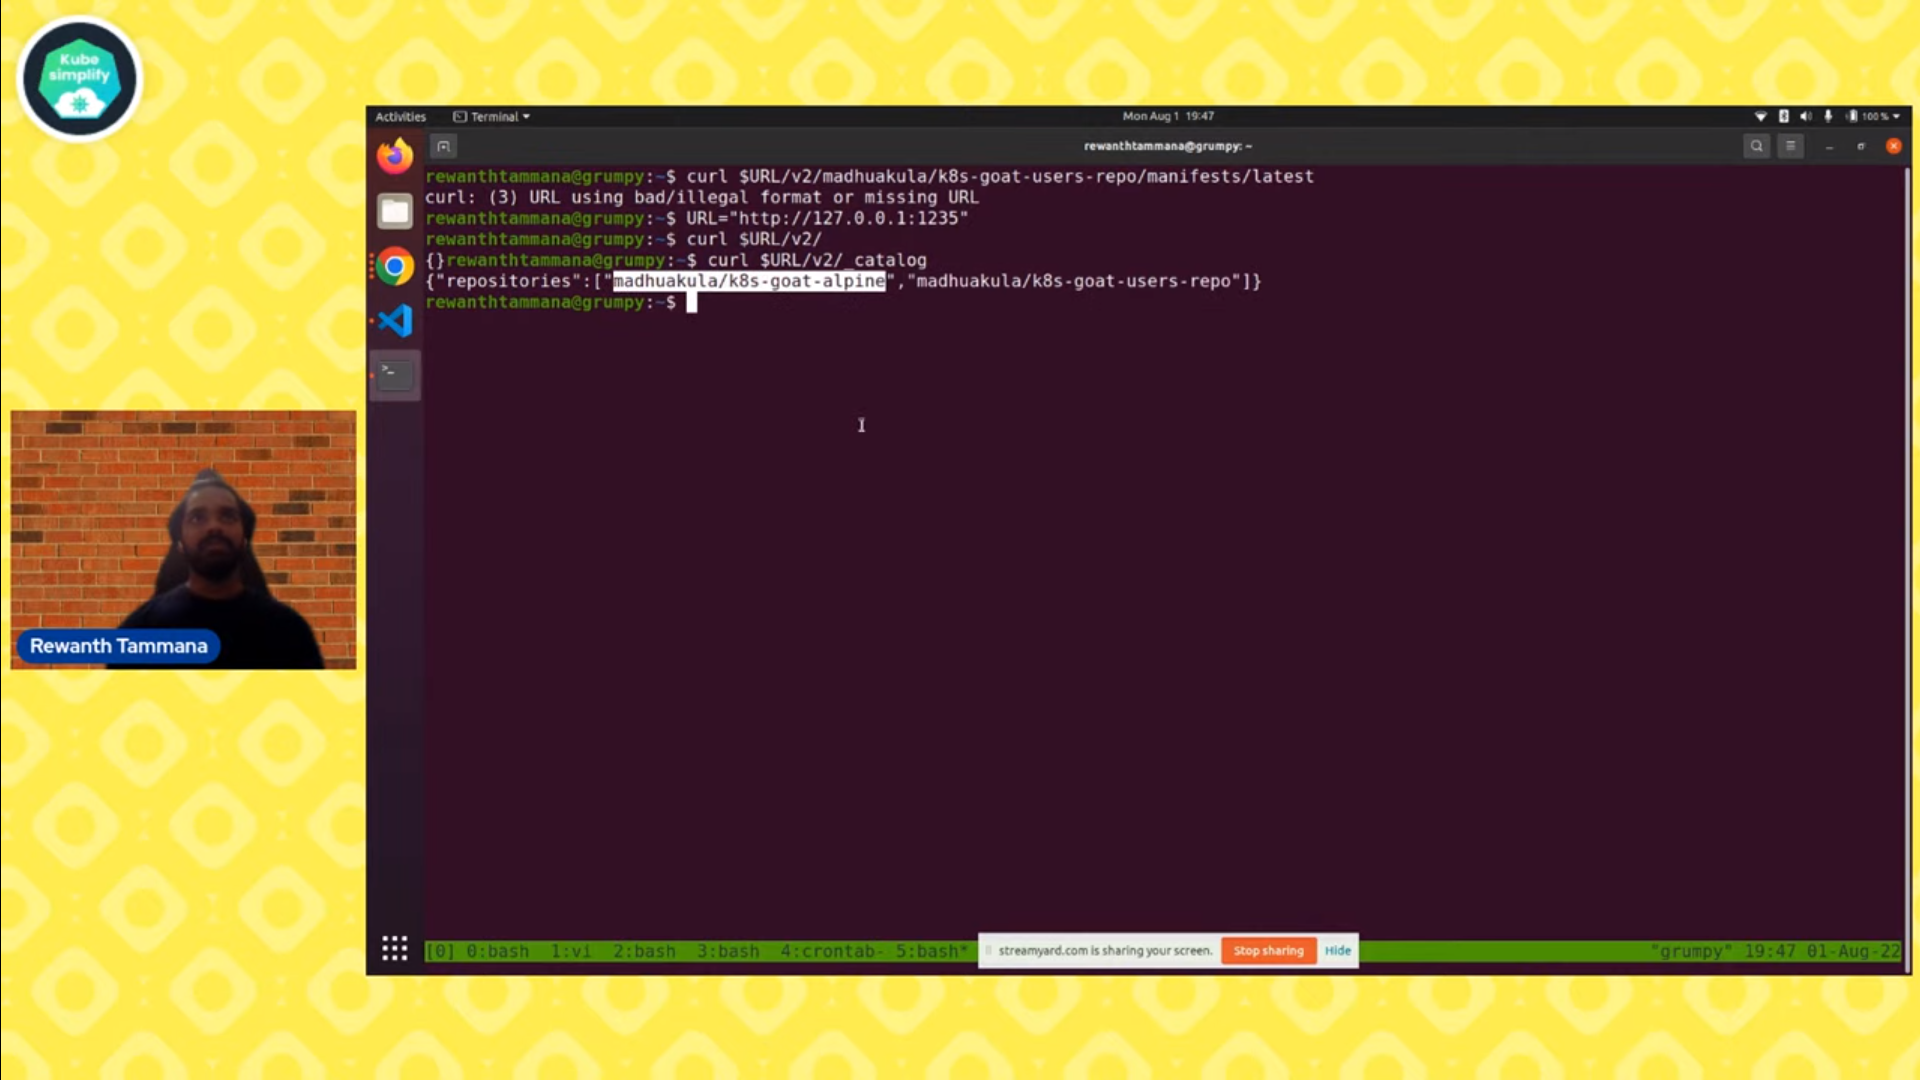 Kube
simplify
Activities Terminal Mon Aug 1 19:47 100 %
rewanthtammana@grumpy: ~
rewanthtammana@grumpy:~$ curl $URL/v2/madhuakula/k8s-goat-users-repo/manifests/latest
curl: (3) URL using bad/illegal format or missing URL
rewanthtammana@grumpy:~$ URL="http://127.0.0.1:1235"
rewanthtammana@grumpy:~$ curl $URL/v2/
{}rewanthtammana@grumpy:~$ curl $URL/v2/_catalog
{"repositories":["madhuakula/k8s-goat-alpine","madhuakula/k8s-goat-users-repo"]}
rewanthtammana@grumpy:~$
Rewanth Tammana
[0] 0:bash 1:vi 2:bash 3:bash 4:crontab- 5:bash* "grumpy" 19:47 01-Aug-22
streamyard.com is sharing your screen. Stop sharing Hide